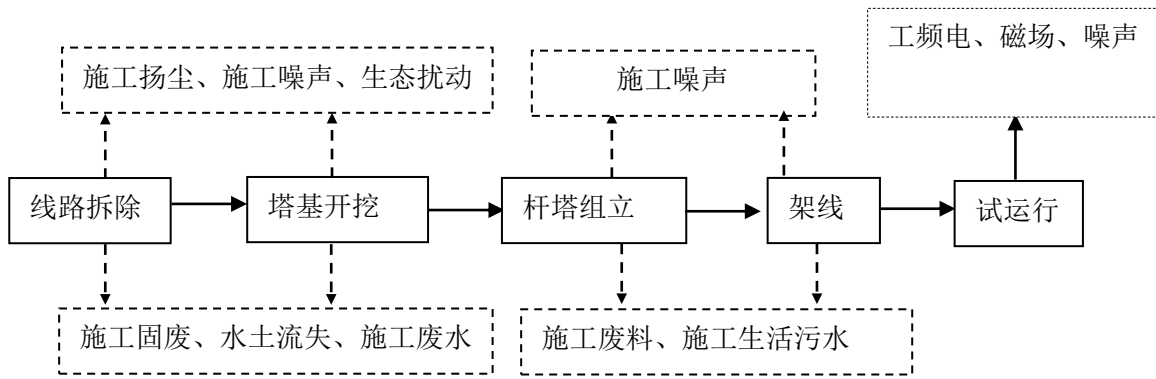 工频电、磁场、噪声
施工扬尘、施工噪声、生态扰动
施工噪声
线路拆除
塔基开挖
杆塔组立
架线
试运行
施工固废、水土流失、施工废水
施工废料、施工生活污水